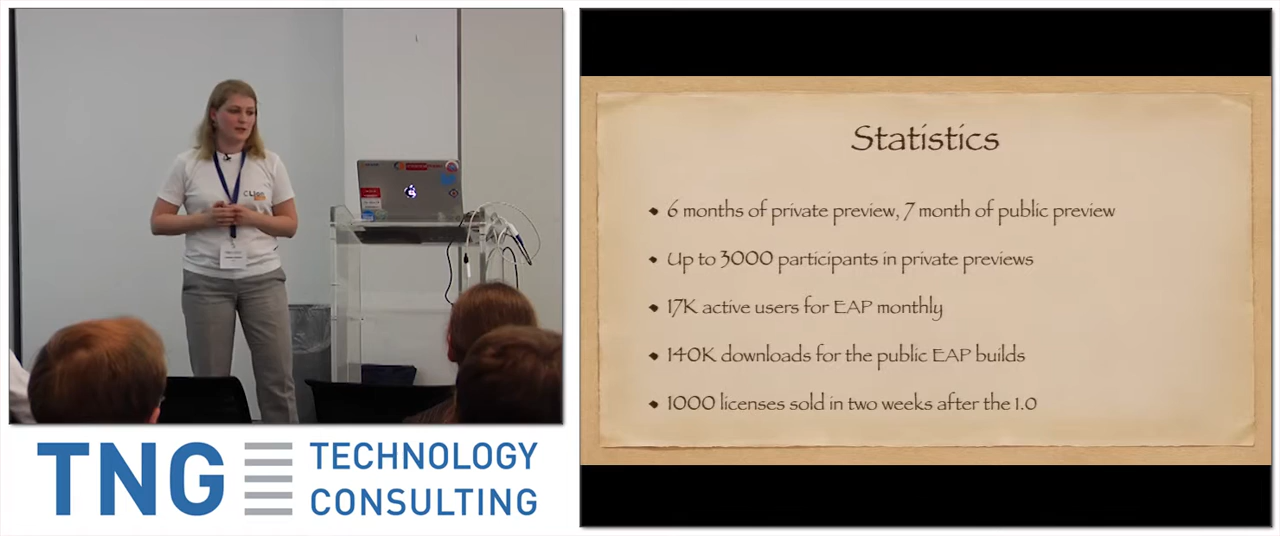 CLion
TNG TECHNOLOGY
CONSULTING
Statistics
6 months of private preview, 7 month of public preview
Up to 3000 participants in private previews
17K active users for EAP monthly
140K downloads for the public EAP builds
1000 licenses sold in two weeks after the 1.0